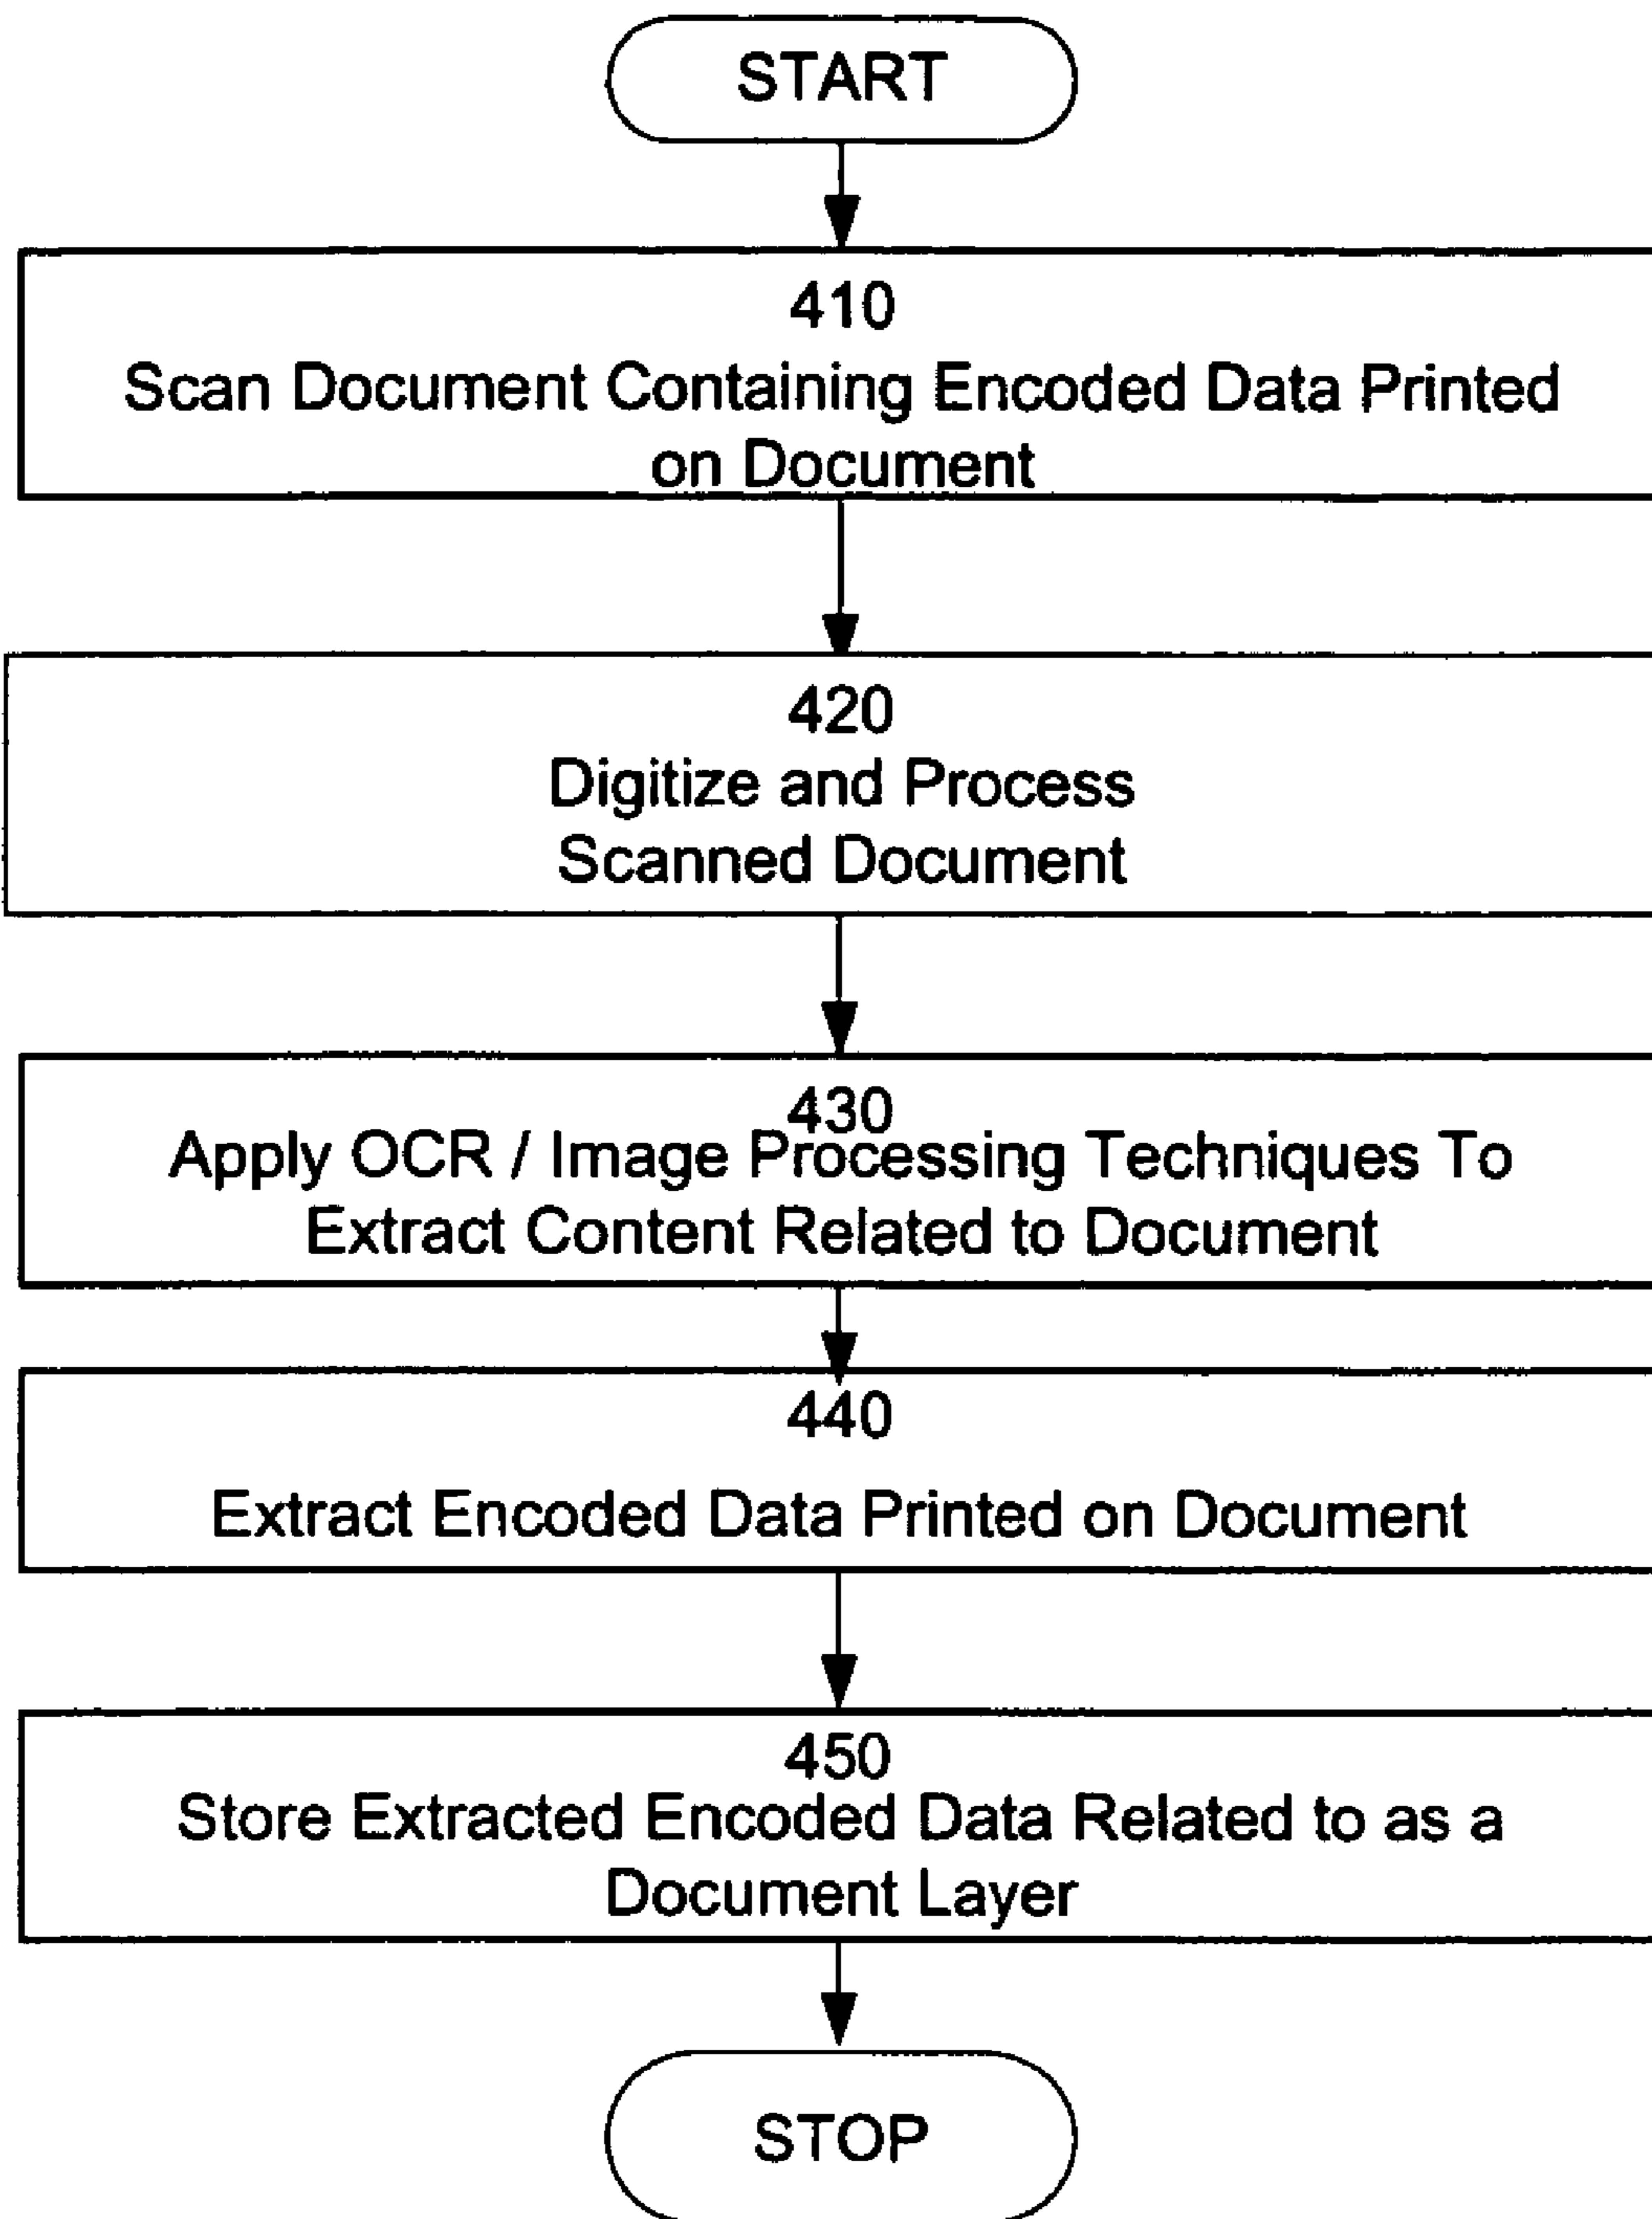 START
410
Scan Document Containing Encoded Data Printed
on Document
420
Digitize and Process
Scanned Document
430
Apply OCR / Image Processing Techniques To
Extract Content Related to Document
440
Extract Encoded Data Printed on Document
450
Store Extracted Encoded Data Related to as a
Document Layer
STOP